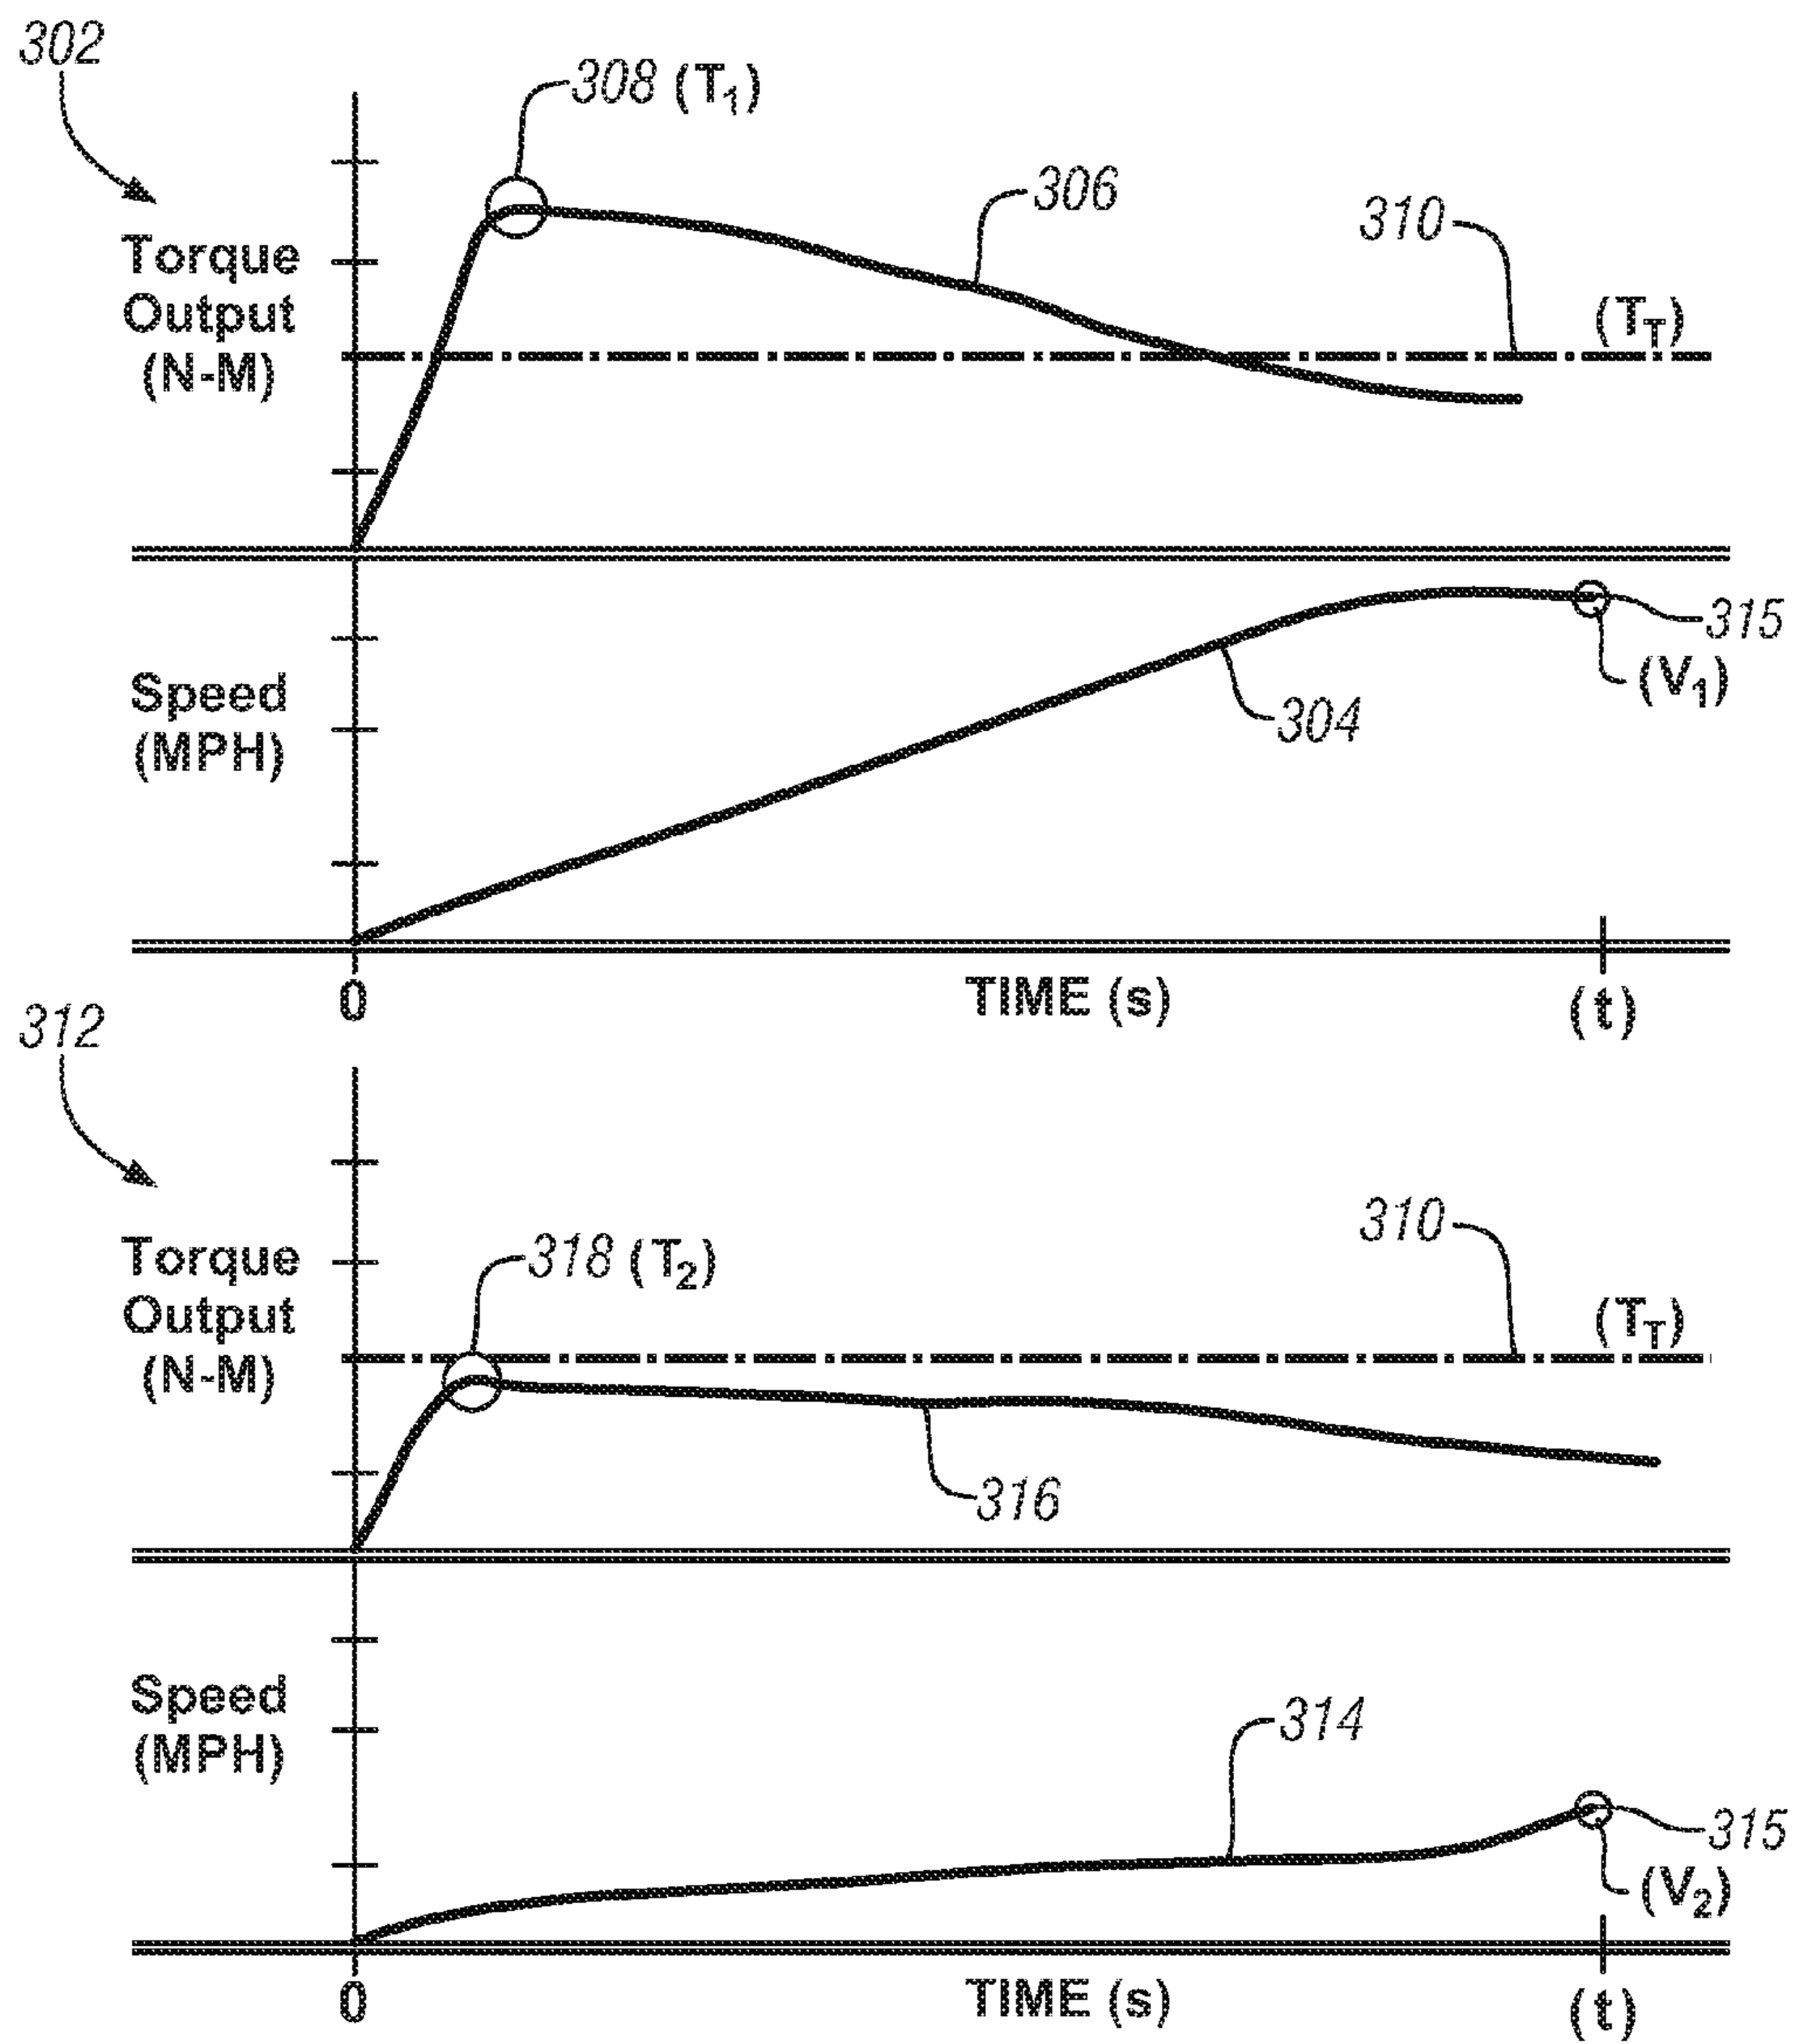 302
308 (T1)
306
310
Torque
Output
(N-M)
(TT)
315
(V1)
Speed
(MPH)
304
0
TIME (s)
(t)
312
310
318 (T2)
Torque
Output
(N-M)
(TT)
316
Speed
(MPH)
314
315
(V2)
0
TIME (s)
(t)